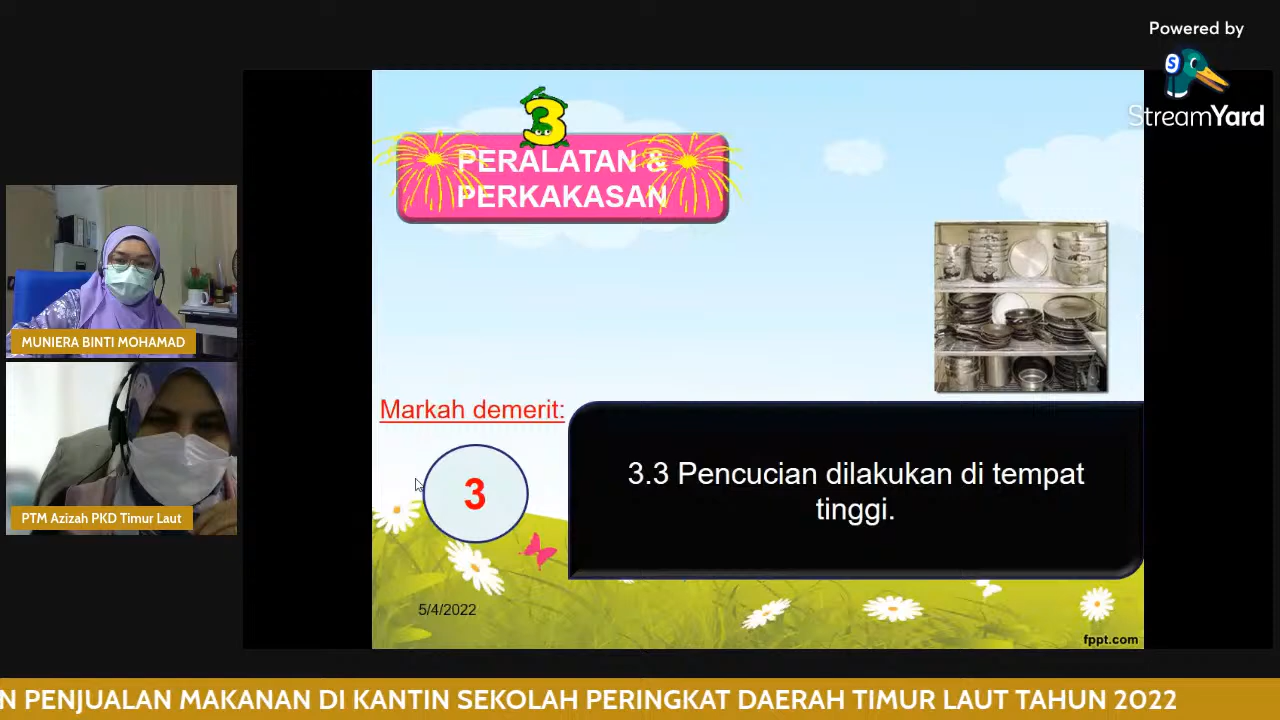 Powered by
S
StreamYard
3
PERALATAN &
PERKAKASAN
MUNIERA BINTI MOHAMAD
PTM Azizah PKD Timur Laut
Markah demerit:
3
3.3 Pencucian dilakukan di tempat
tinggi.
5/4/2022
fppt.com
N PENJUALAN MAKANAN DI KANTIN SEKOLAH PERINGKAT DAERAH TIMUR LAUT TAHUN 2022